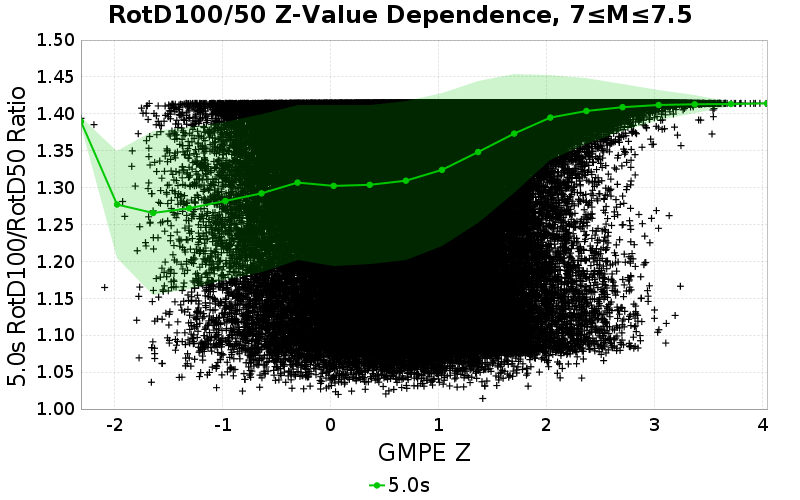 RotD100/50 Z-Value Dependence, 7≤M≤7.5
1.50
1.45
1.40
1.35
1.30
1.25
1.20
1.15
1.10
1.05
1.00
5.0s RotD100/RotD50 Ratio
-2 -1 0 1 2 3 4
GMPE Z
5.0s